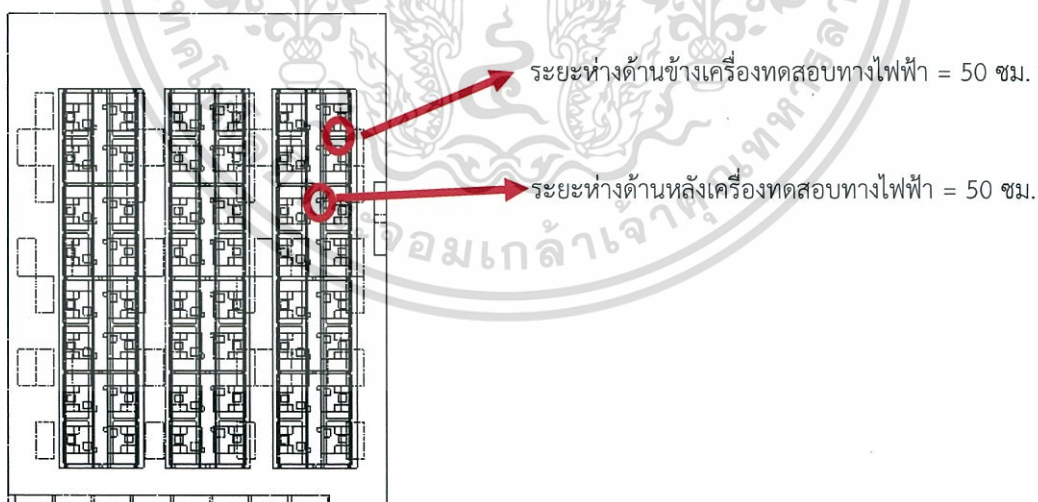 ระยะห่างด้านข้างเครื่องทดสอบทางไฟฟ้า = 50 ซม.
ระยะห่างด้านหลังเครื่องทดสอบทางไฟฟ้า = 50 ซม.